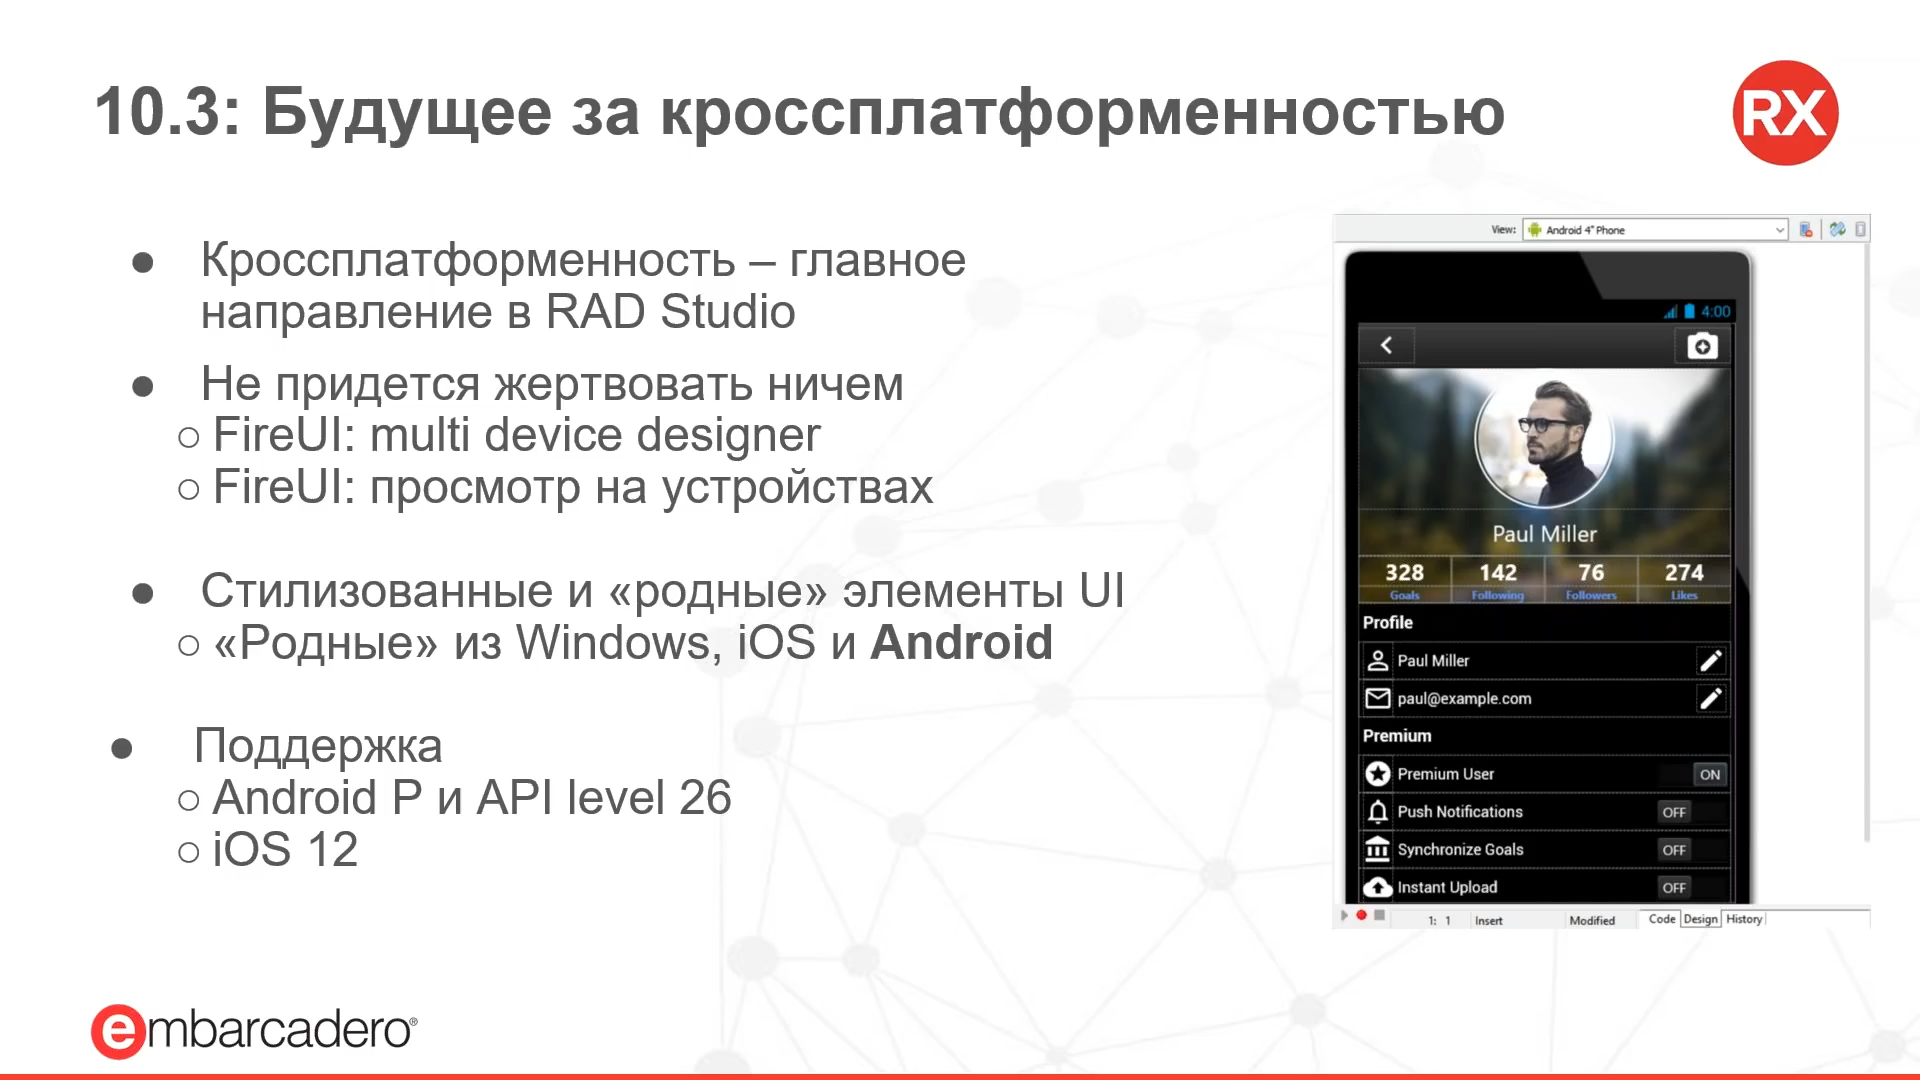 10.3: Будущее за кроссплатформенностью
RX
● Кроссплатформенность – главное
направление в RAD Studio
● Не придется жертвовать ничем
○ FireUI: multi device designer
○ FireUI: просмотр на устройствах
● Стилизованные и «родные» элементы UI
○ «Родные» из Windows, iOS и Android
● Поддержка
○ Android P и API level 26
○ iOS 12
View: Android 4" Phone
4:00
Paul Miller
328 142 76 274
Goals Following Followers Likes
Profile
Paul Miller
paul@example.com
Premium
Premium User ON
Push Notifications OFF
Synchronize Goals OFF
Instant Upload OFF
1: 1 Insert Modified Code Design History
embarcadero®